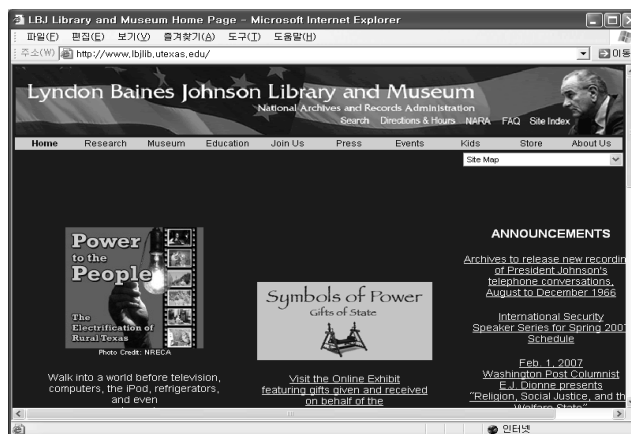 LBJ Library and Museum Home Page - Microsoft Internet Explorer
파일(F) 편집(E) 보기(V) 즐겨찾기(A) 도구(T) 도움말(H)
주소(W) http://www.lbjlib.utexas.edu/ 이동
Lyndon Baines Johnson Library and Museum
National Archives and Records Administration
Search Directions & Hours NARA FAQ Site Index
Home Research Museum Education Join Us Press Events Kids Store About Us
Site Map
Power
to the
People
The
Electrification of
Rural Texas
Photo Credit: NRECA
Walk into a world before television,
computers, the iPod, refrigerators,
and even
Symbols of Power
Gifts of State
Visit the Online Exhibit
featuring gifts given and received
on behalf of the
ANNOUNCEMENTS
Archives to release new recordin
of President Johnson's
telephone conversations,
August to December 1966
International Security
Speaker Series for Spring 2007
Schedule
Feb. 1, 2007
Washington Post Columnist
E.J. Dionne presents
"Religion, Social Justice, and th
Welfare State"
인터넷